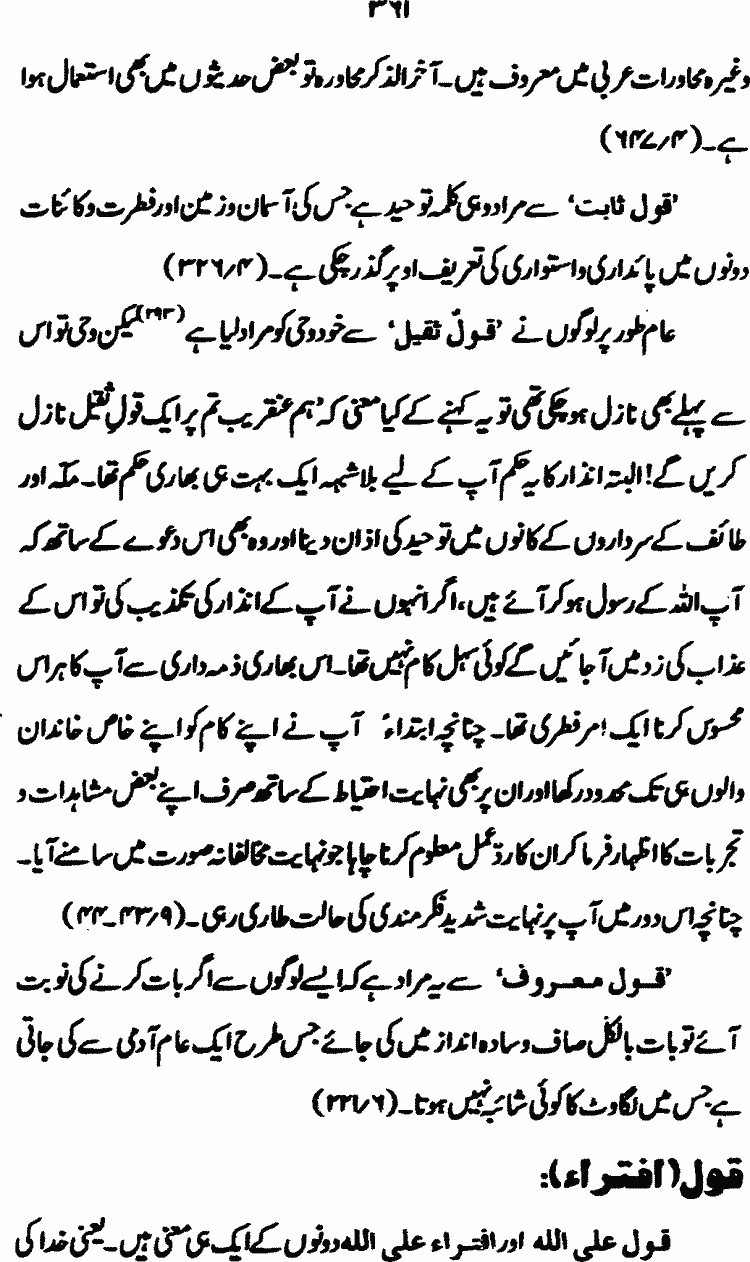 ۳۶۱
وغیرہ محاورات عربی میں معروف ہیں۔ آخر الذکر محاورہ تو بعض حدیثوں میں بھی استعمال ہوا
ہے۔ (۶۴۷/۴)
’قول ثابت‘ سے مراد وہی کلمہ توحید ہے جس کی آسمان وزمین اور فطرت وکائنات
دونوں میں پائداری واستواری کی تعریف اوپر گذر چکی ہے۔ (۳۲۶/۴)
عام طور پر لوگوں نے ’قولٌ ثقیل‘ سے خود وحی کو مراد لیا ہے (۲۹۳) لیکن وحی تو اس
سے پہلے بھی نازل ہوچکی تھی تو یہ کہنے کے کیا معنی کہ ’ہم عنقریب تم پر ایک قولِ ثقیل نازل
کریں گے! البتہ انذار کا یہ حکم آپ کے لیے بلاشبہہ ایک بہت ہی بھاری حکم تھا۔ مکہ اور
طائف کے سرداروں کے کانوں میں توحید کی اذان دینا اور وہ بھی اس دعوے کے ساتھ کہ
آپ اللہ کے رسول ہوکر آئے ہیں، اگر انہوں نے آپ کے انذار کی تکذیب کی تو اس کے
عذاب کی زد میں آجائیں گے کوئی سہل کام نہیں تھا۔ اس بھاری ذمہ داری سے آپ کا ہراس
محسوس کرنا ایک امر فطری تھا۔ چنانچہ ابتداءً آپ نے اپنے کام کو اپنے خاص خاندان
والوں ہی تک محدود رکھا اور ان پر بھی نہایت احتیاط کے ساتھ صرف اپنے بعض مشاہدات و
تجربات کا اظہار فرما کر ان کا ردّعمل معلوم کرنا چاہا جو نہایت مخالفانہ صورت میں سامنے آیا۔
چنانچہ اس دور میں آپ پر نہایت شدید فکرمندی کی حالت طاری رہی۔ (۹/۴۳۔۴۴)
’قول معروف‘ سے یہ مراد ہے کہ ایسے لوگوں سے اگر بات کرنے کی نوبت
آئے تو بات بالکل صاف وسادہ انداز میں کی جائے جس طرح ایک عام آدمی سے کی جاتی
ہے جس میں لگاوٹ کا کوئی شائبہ نہیں ہوتا۔ (۲۲۱/۶)
قول (افتراء):
قول علی اللہ اور افتراء علی اللہ دونوں کے ایک ہی معنی ہیں۔ یعنی خدا کی